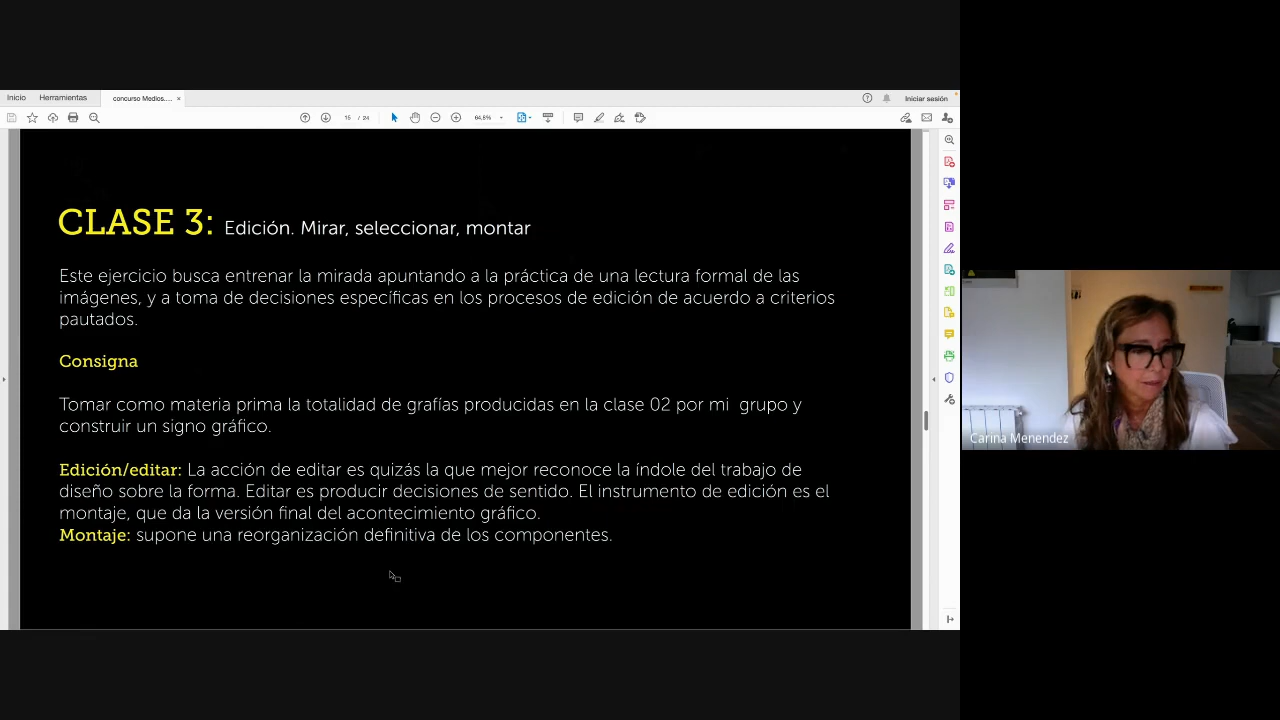 Inicio Herramientas concurso Medios.... × Iniciar sesión
15 / 24 64,8%
CLASE 3: Edición. Mirar, seleccionar, montar
Este ejercicio busca entrenar la mirada apuntando a la práctica de una lectura formal de las
imágenes, y a toma de decisiones específicas en los procesos de edición de acuerdo a criterios
pautados.
Consigna
Tomar como materia prima la totalidad de grafías producidas en la clase 02 por mi grupo y
construir un signo gráfico.
Edición/editar: La acción de editar es quizás la que mejor reconoce la índole del trabajo de
diseño sobre la forma. Editar es producir decisiones de sentido. El instrumento de edición es el
montaje, que da la versión final del acontecimiento gráfico.
Montaje: supone una reorganización definitiva de los componentes.
Carina Menendez